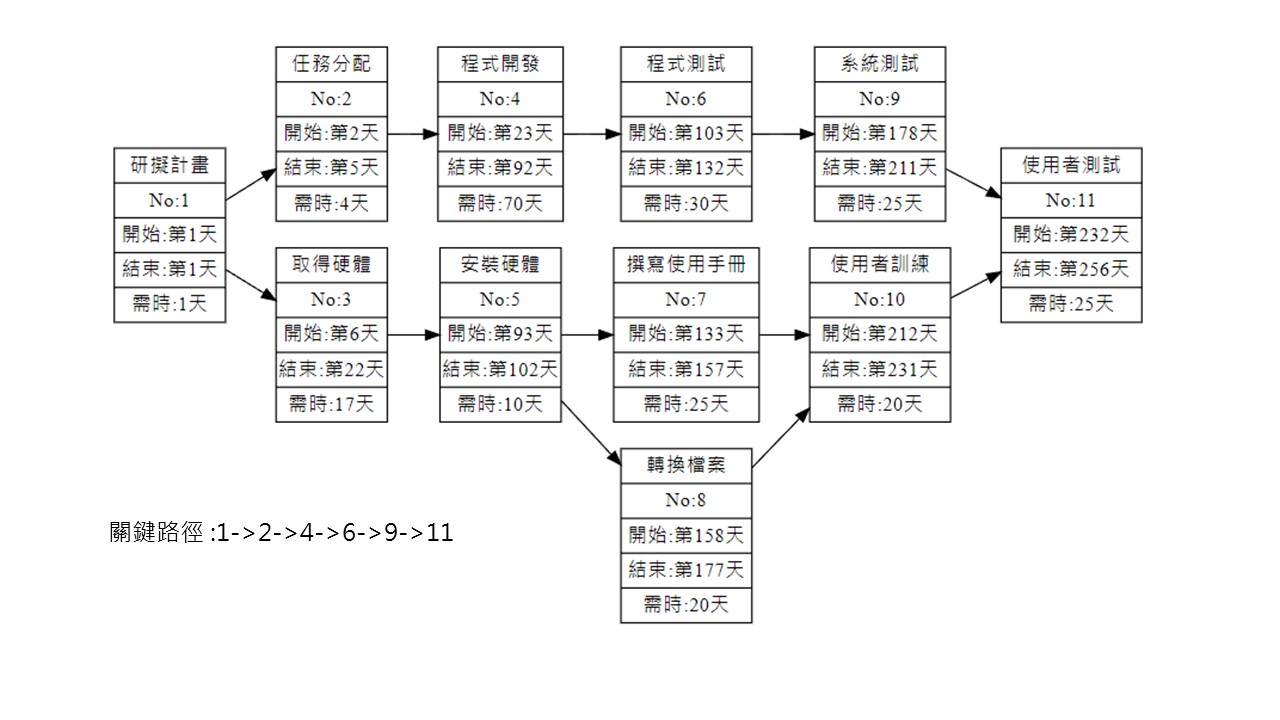 研擬計畫
No:1
開始:第1天
結束:第1天
需時:1天
任務分配
No:2
開始:第2天
結束:第5天
需時:4天
取得硬體
No:3
開始:第6天
結束:第22天
需時:17天
程式開發
No:4
開始:第23天
結束:第92天
需時:70天
安裝硬體
No:5
開始:第93天
結束:第102天
需時:10天
程式測試
No:6
開始:第103天
結束:第132天
需時:30天
撰寫使用手冊
No:7
開始:第133天
結束:第157天
需時:25天
轉換檔案
No:8
開始:第158天
結束:第177天
需時:20天
系統測試
No:9
開始:第178天
結束:第211天
需時:25天
使用者訓練
No:10
開始:第212天
結束:第231天
需時:20天
使用者測試
No:11
開始:第232天
結束:第256天
需時:25天
關鍵路徑 :1->2->4->6->9->11